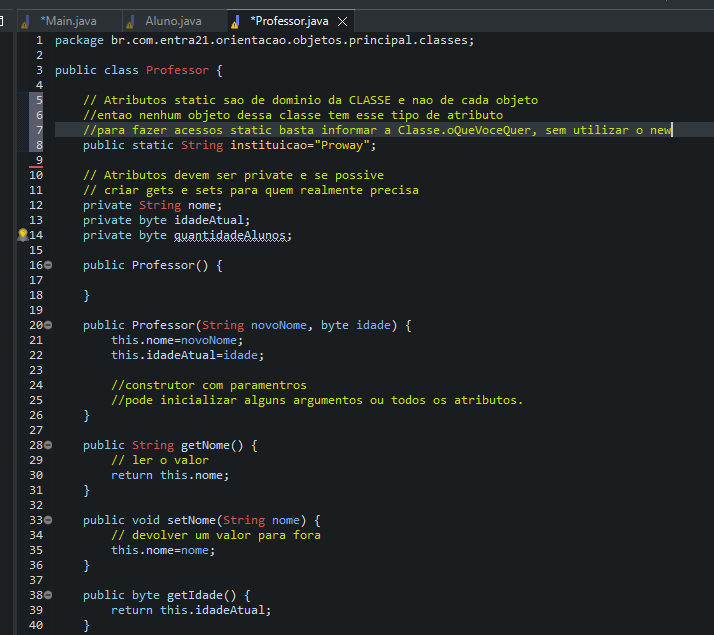 *Main.java
Aluno.java
*Professor.java
1 package br.com.entra21.orientacao.objetos.principal.classes;
2
3 public class Professor {
4
5 // Atributos static sao de dominio da CLASSE e nao de cada objeto
6 //entao nenhum objeto dessa classe tem esse tipo de atributo
7 //para fazer acessos static basta informar a Classe.oQueVoceQuer, sem utilizar o new
8 public static String instituicao="Proway";
9
10 // Atributos devem ser private e se possive
11 // criar gets e sets para quem realmente precisa
12 private String nome;
13 private byte idadeAtual;
14 private byte quantidadeAlunos;
15
16 public Professor() {
17
18 }
19
20 public Professor(String novoNome, byte idade) {
21 this.nome=novoNome;
22 this.idadeAtual=idade;
23
24 //construtor com paramentros
25 //pode inicializar alguns argumentos ou todos os atributos.
26 }
27
28 public String getNome() {
29 // ler o valor
30 return this.nome;
31 }
32
33 public void setNome(String nome) {
34 // devolver um valor para fora
35 this.nome=nome;
36 }
37
38 public byte getIdade() {
39 return this.idadeAtual;
40 }